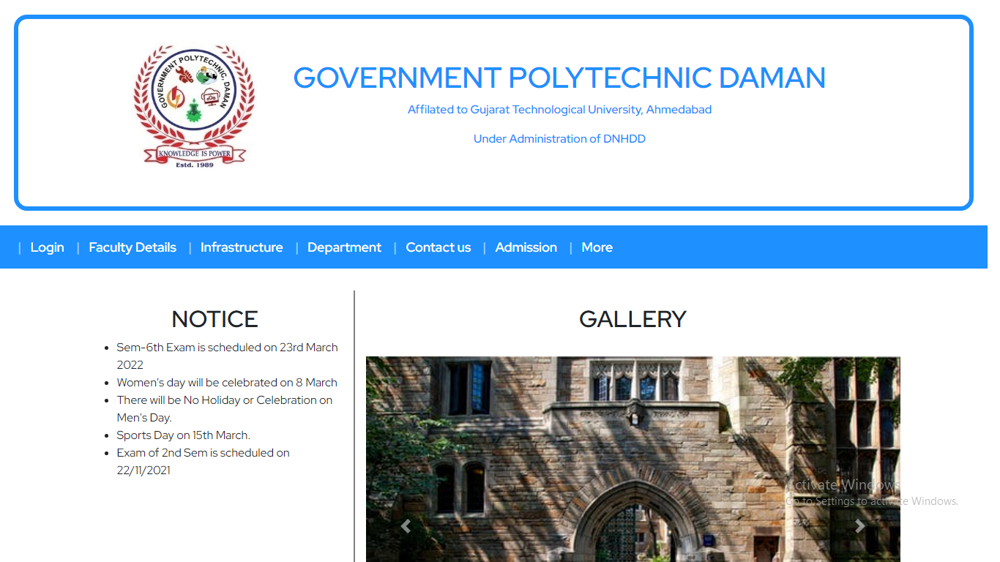 GOVERNMENT POLYTECHNIC, DAMAN
KNOWLEDGE IS POWER
Estd. 1989
GOVERNMENT POLYTECHNIC DAMAN
Affilated to Gujarat Technological University, Ahmedabad
Under Administration of DNHDD
| Login | Faculty Details | Infrastructure | Department | Contact us | Admission | More
NOTICE
• Sem-6th Exam is scheduled on 23rd March
2022
• Women's day will be celebrated on 8 March
• There will be No Holiday or Celebration on
Men's Day.
• Sports Day on 15th March.
• Exam of 2nd Sem is scheduled on
22/11/2021
GALLERY
Activate Windows
Go to Settings to activate Windows.